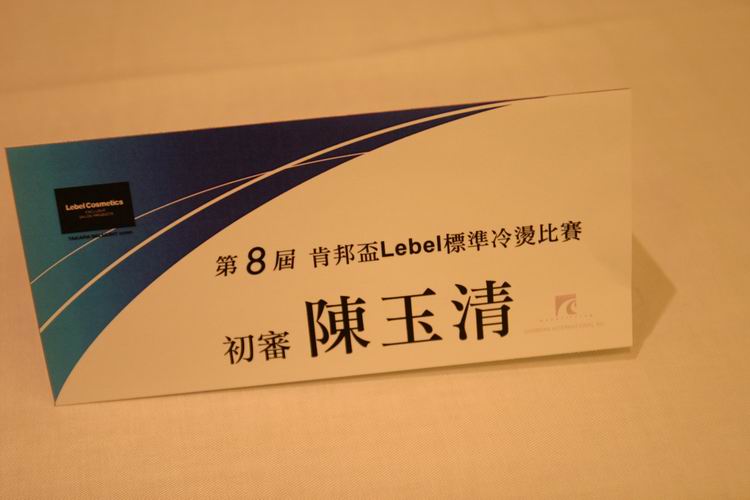 Lebel Cosmetics
第8屆 肯邦盃Lebel標準冷燙比賽
初審 陳玉清